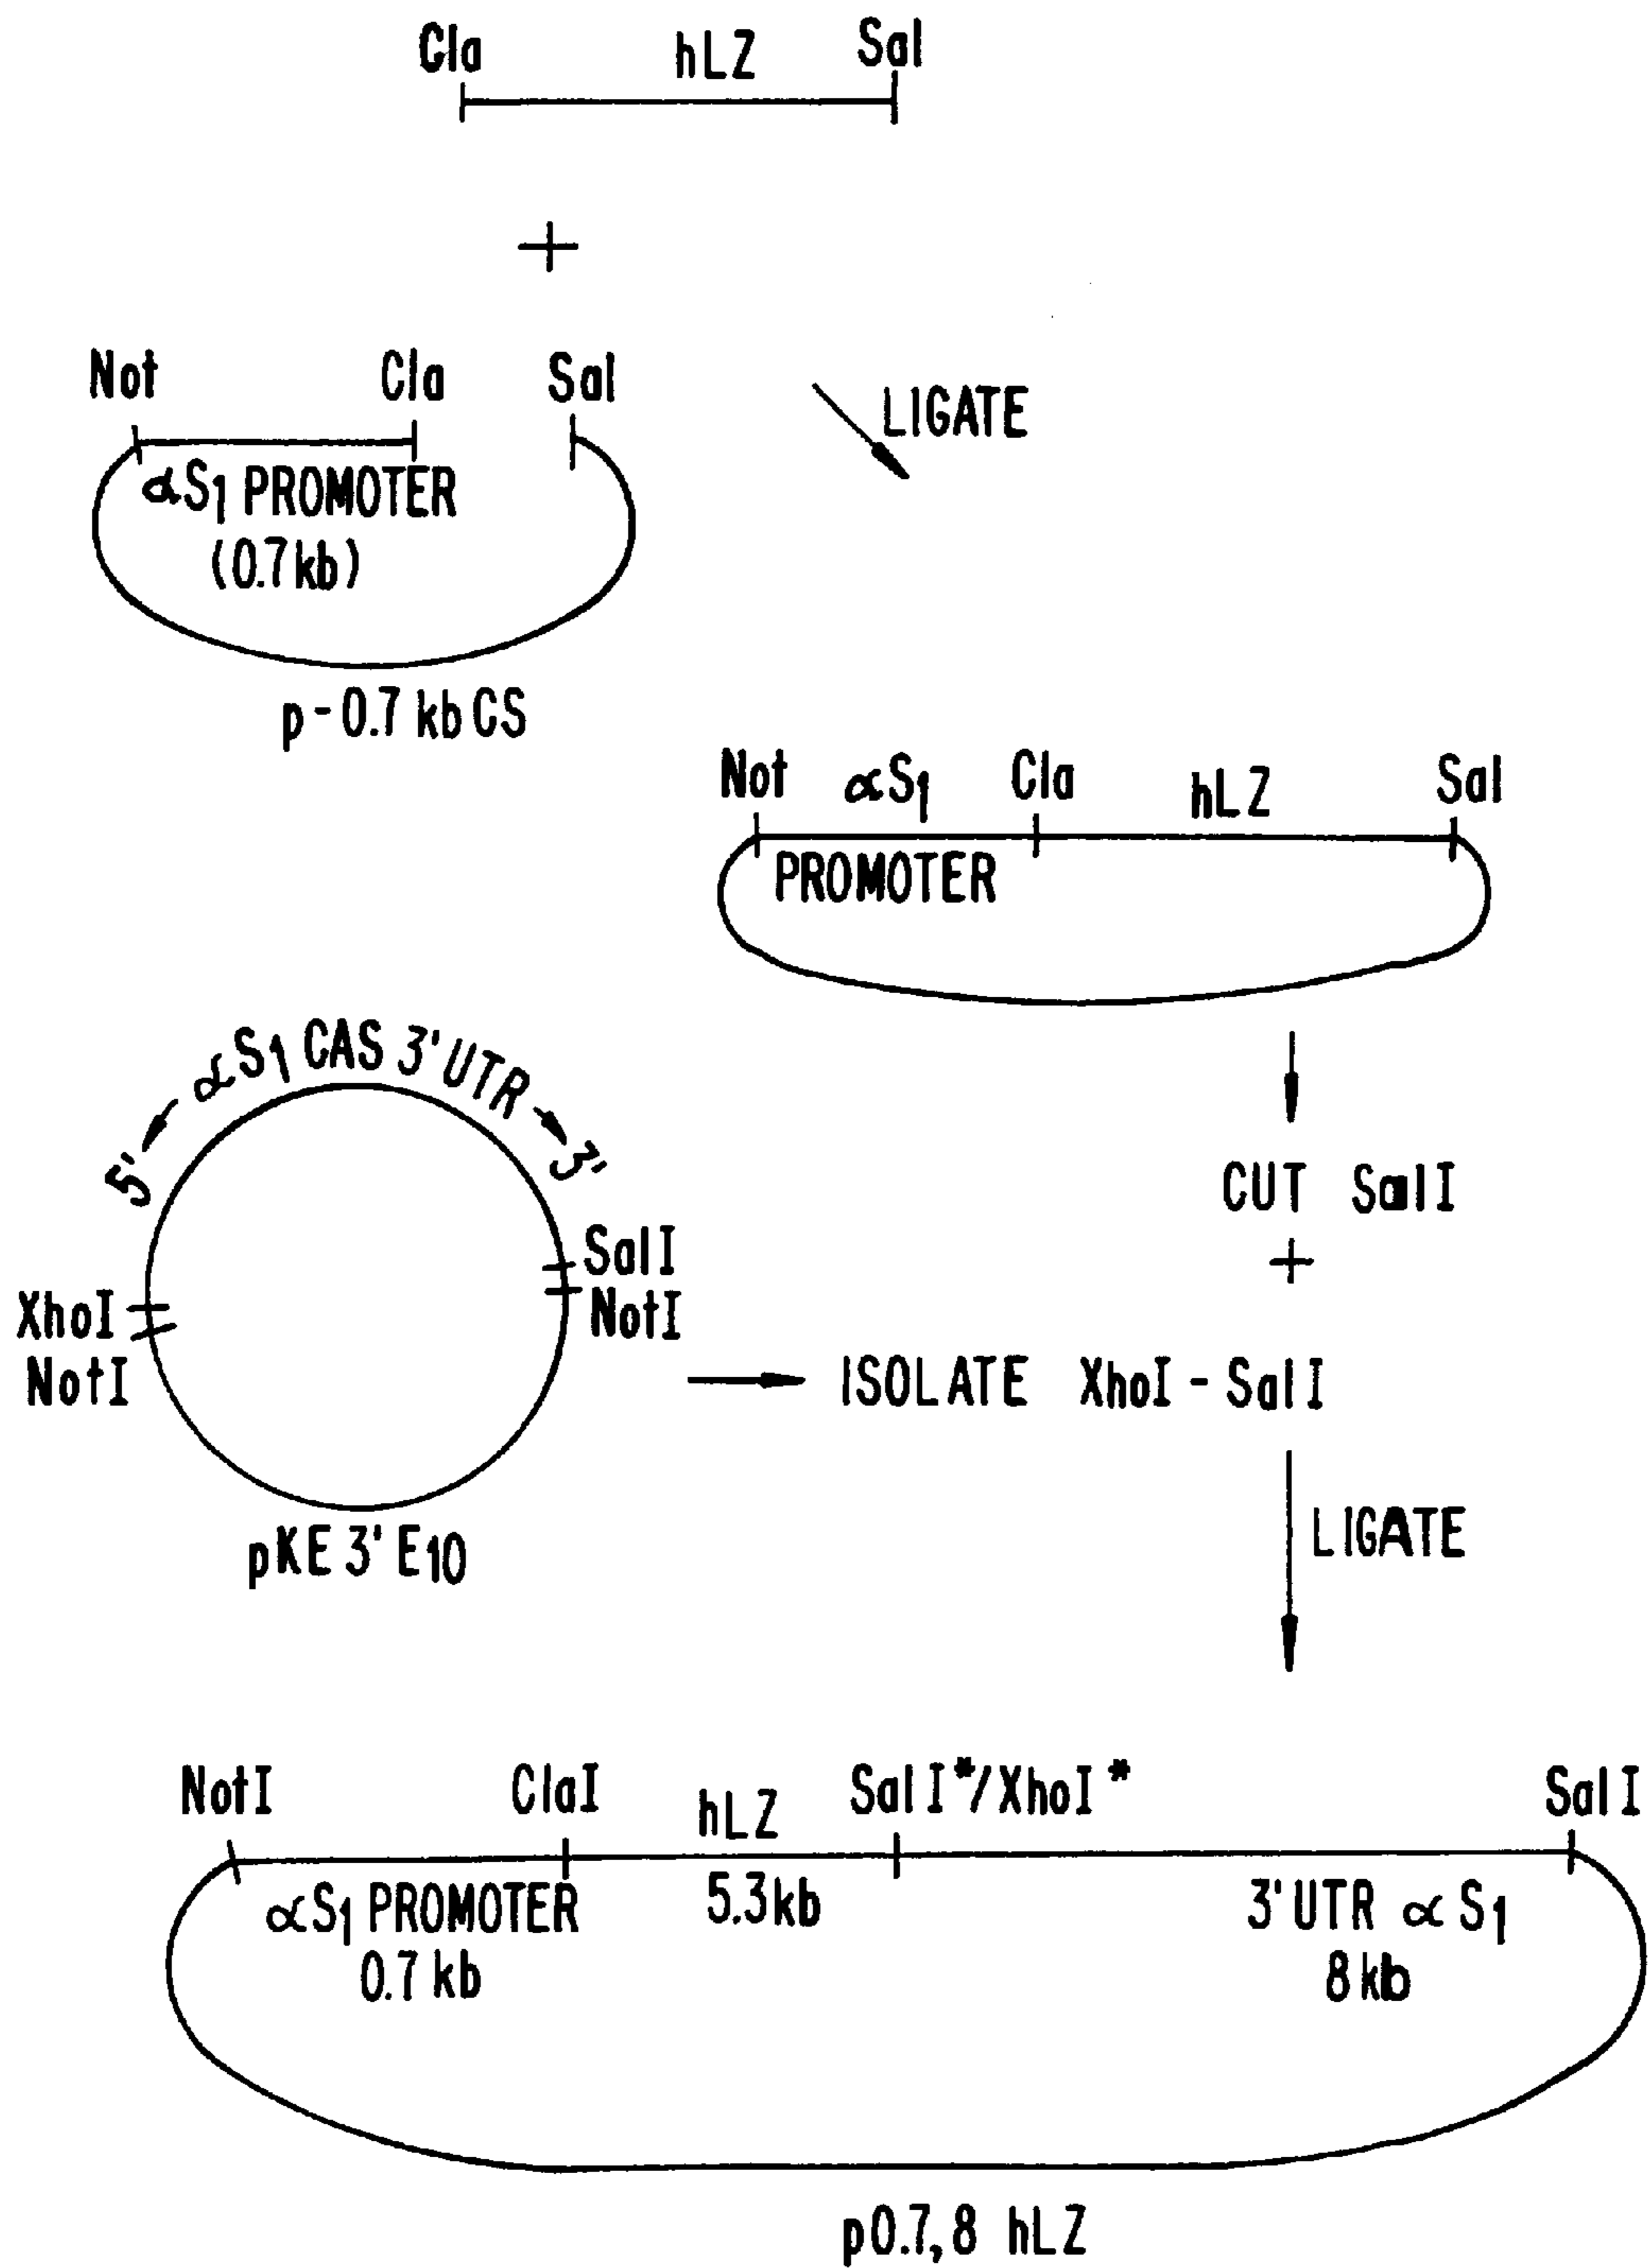 Cla hLZ Sal
+
Not Cla Sal
LIGATE
αS1 PROMOTER
(0.7kb)
p-0.7 kb CS
Not αS1 Cla hLZ Sal
PROMOTER
5' αS1 CAS 3'UTR 3'
CUT SalI
+
SalI
NotI
XhoI
NotI
ISOLATE XhoI - SalI
pKE 3' E10
LIGATE
NotI ClaI hLZ SalI*/XhoI* SalI
αS1 PROMOTER 5.3kb 3'UTR αS1
0.7 kb 8 kb
p0.7,8 hLZ